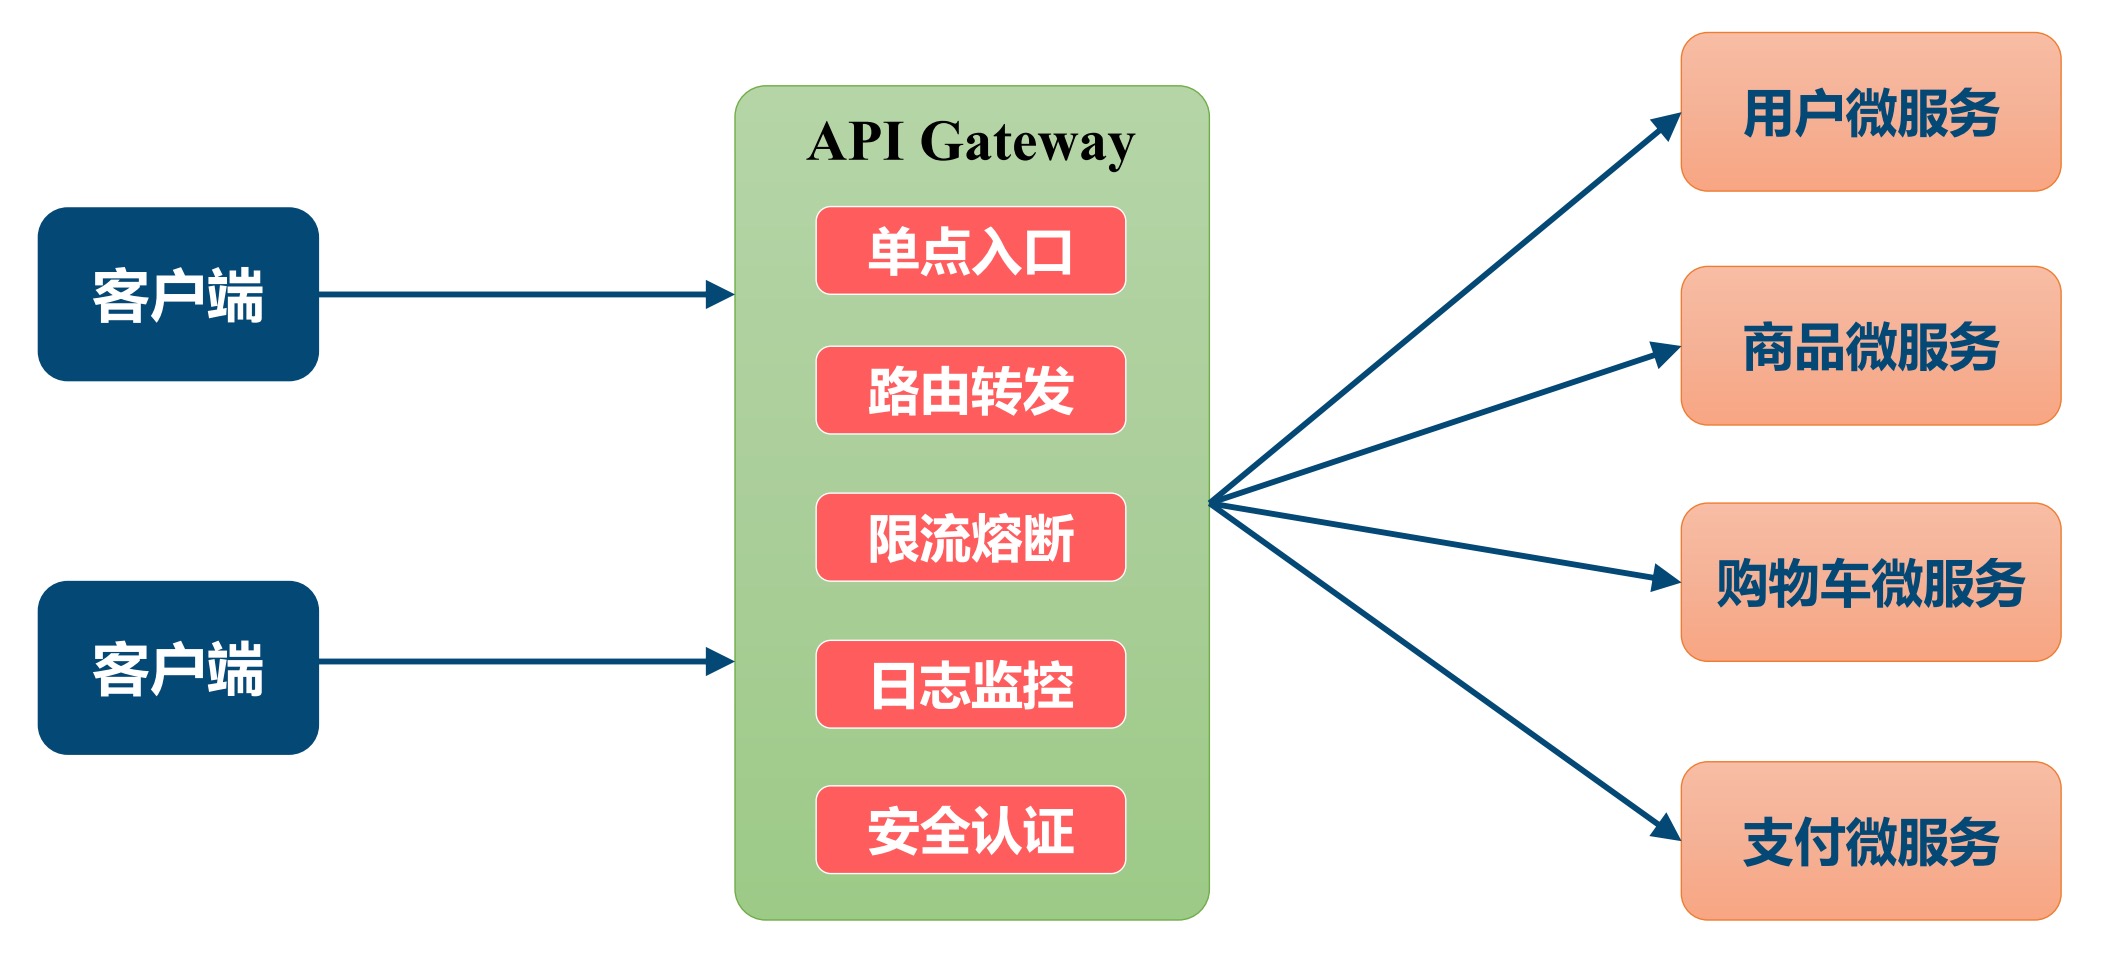 客户端
客户端
API Gateway
单点入口
路由转发
限流熔断
日志监控
安全认证
用户微服务
商品微服务
购物车微服务
支付微服务